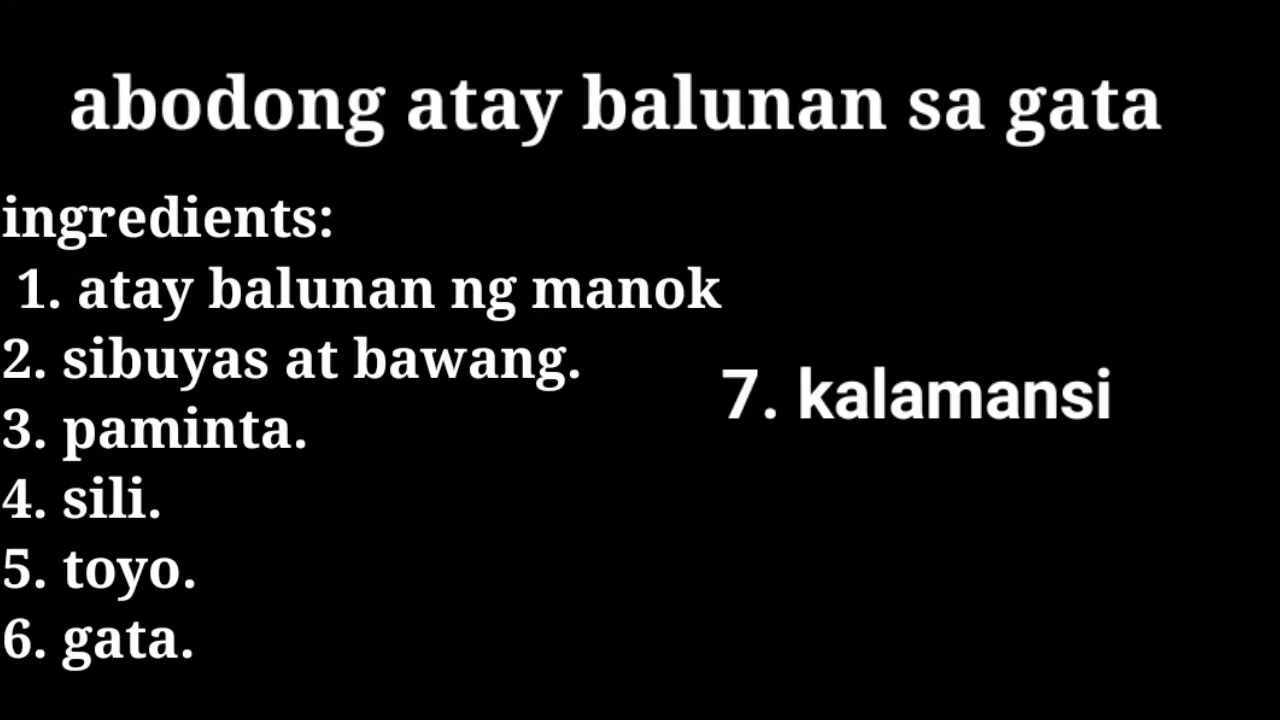 abodong atay balunan sa gata
ingredients:
1. atay balunan ng manok
2. sibuyas at bawang.
3. paminta.
4. sili.
5. toyo.
6. gata.
7. kalamansi